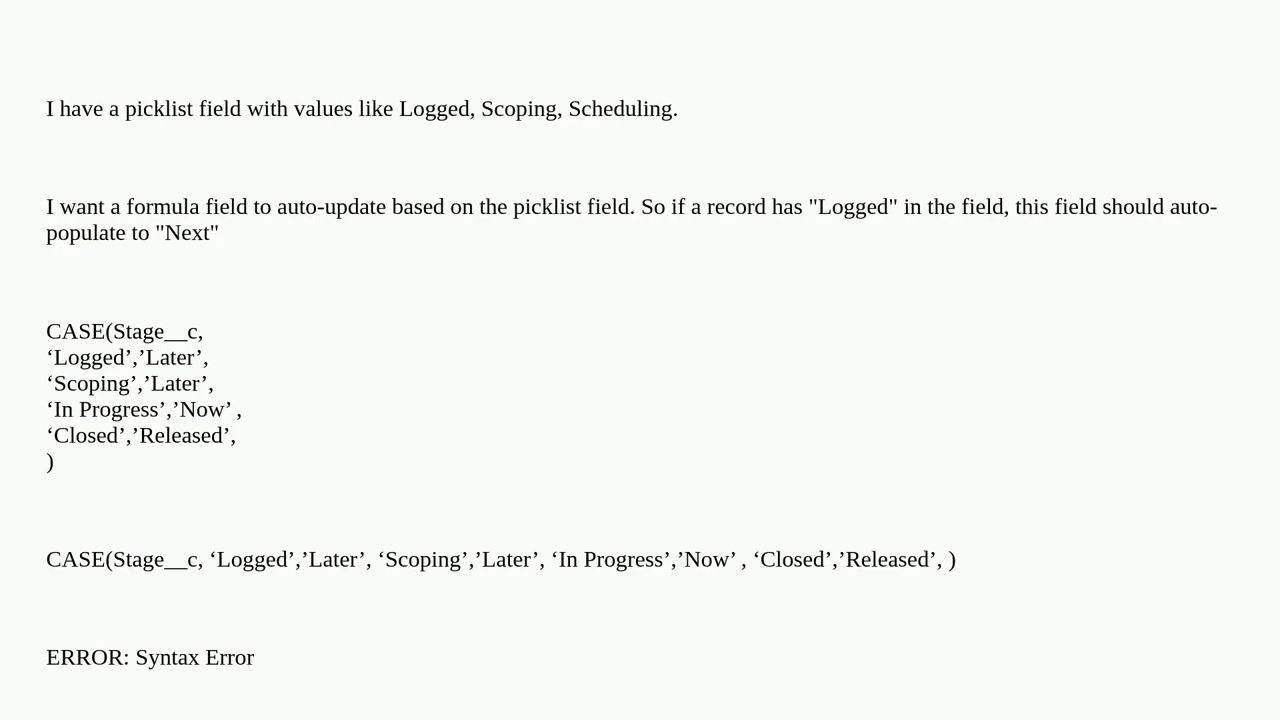 I have a picklist field with values like Logged, Scoping, Scheduling.
I want a formula field to auto-update based on the picklist field. So if a record has "Logged" in the field, this field should auto-
populate to "Next"
CASE(Stage__c,
‘Logged’,’Later’,
‘Scoping’,’Later’,
‘In Progress’,’Now’ ,
‘Closed’,’Released’,
)
CASE(Stage__c, ‘Logged’,’Later’, ‘Scoping’,’Later’, ‘In Progress’,’Now’ , ‘Closed’,’Released’, )
ERROR: Syntax Error